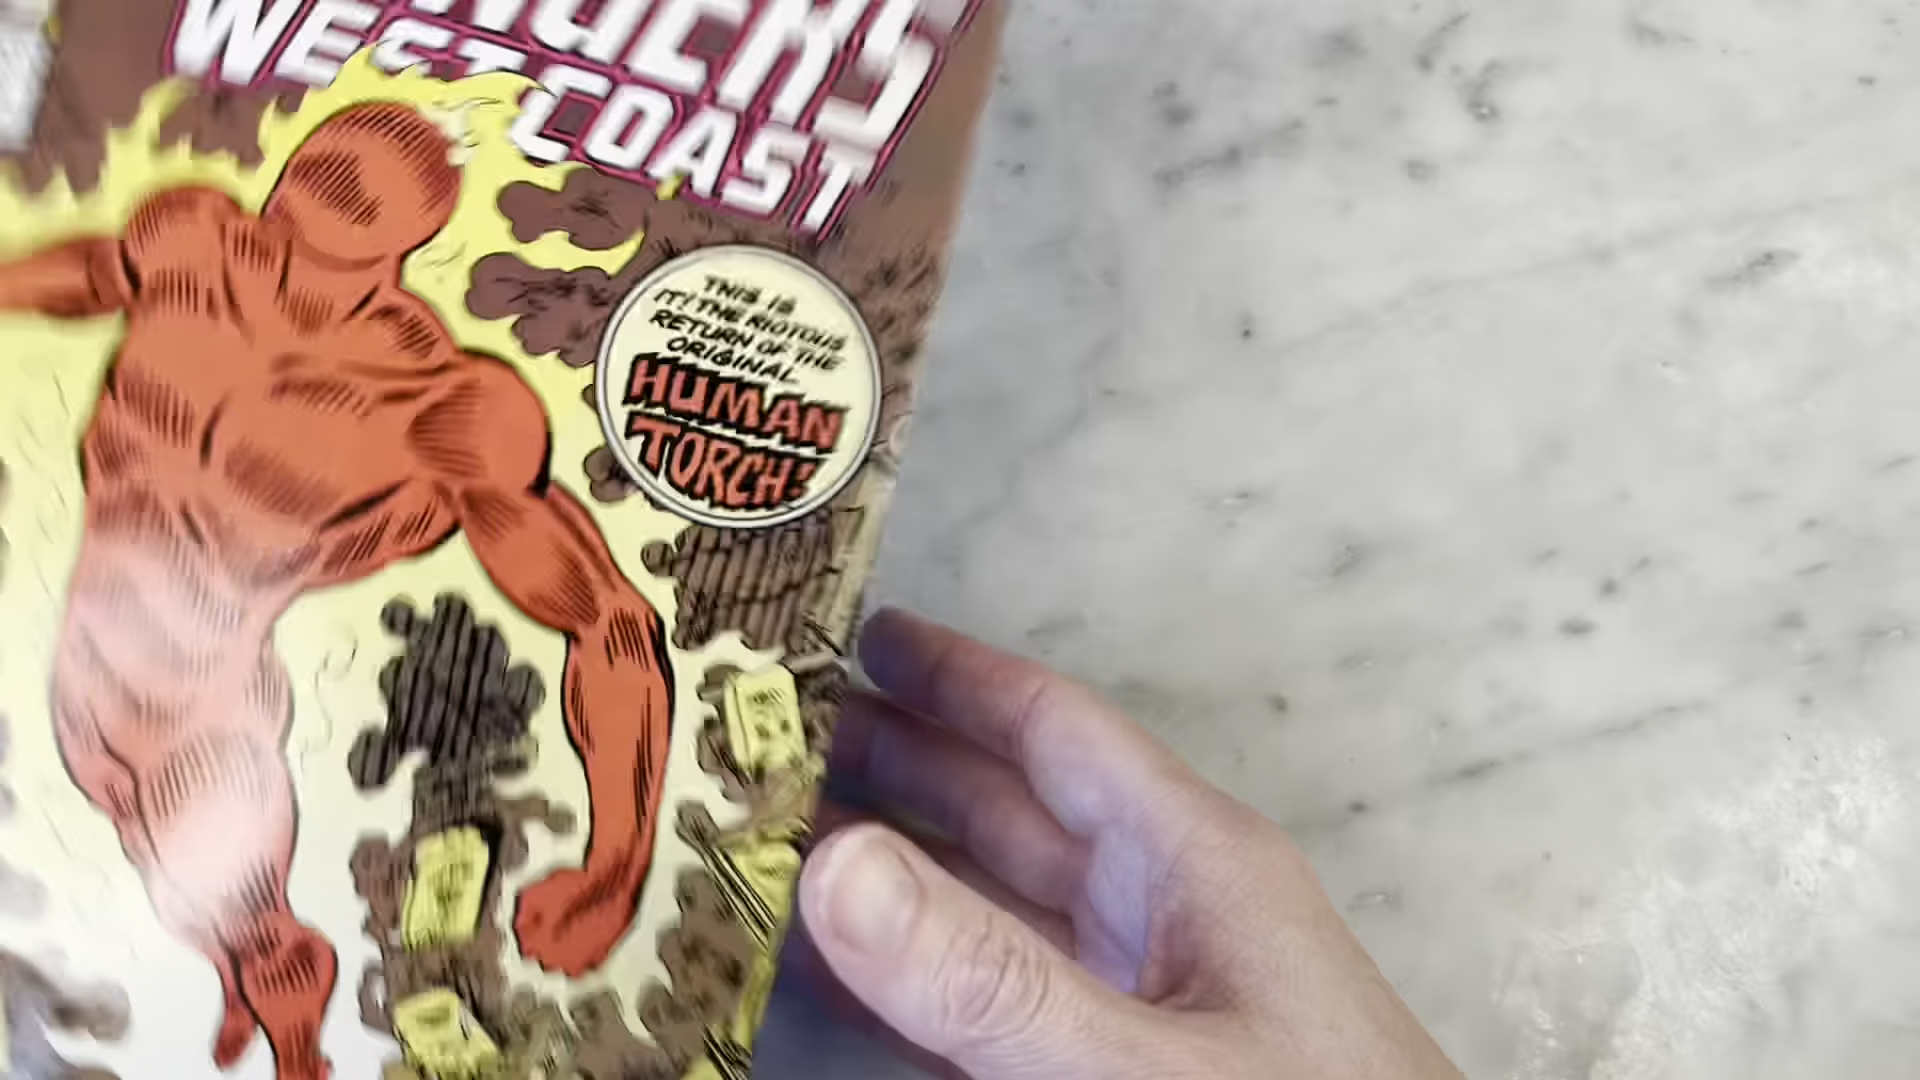 WEST COAST
THIS IS
IT! THE RIOTOUS
RETURN OF THE
ORIGINAL
HUMAN
TORCH!